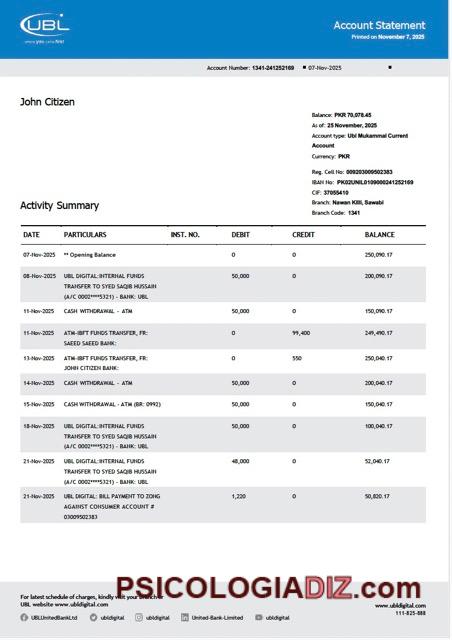 UBL
where you come first
Account Statement
Printed on November 7, 2025
Account Number: 1341-241252169 ■ 07-Nov-2025 ■
John Citizen
Balance: PKR 70,078.45
As of: 25 November, 2025
Account type: Ubl Mukammal Current
Account
Currency: PKR
Reg. Cell No: 009203009502383
IBAN No: PK02UNIL0109000241252169
CIF: 37055410
Branch: Nawan Killi, Sawabi
Branch Code: 1341
Activity Summary
DATE PARTICULARS INST. NO. DEBIT CREDIT BALANCE
07-Nov-2025 ** Opening Balance 0 0 250,090.17
08-Nov-2025 UBL DIGITAL:INTERNAL FUNDS 50,000 0 200,090.17
TRANSFER TO SYED SAQIB HUSSAIN
(A/C 0002****5321) - BANK: UBL
11-Nov-2025 CASH WITHDRAWAL - ATM 50,000 0 150,090.17
11-Nov-2025 ATM-IBFT FUNDS TRANSFER, FR: 0 99,400 249,490.17
SAEED SAEED BANK:
13-Nov-2025 ATM-IBFT FUNDS TRANSFER, FR: 0 550 250,040.17
JOHN CITIZEN BANK:
14-Nov-2025 CASH WITHDRAWAL - ATM 50,000 0 200,040.17
15-Nov-2025 CASH WITHDRAWAL - ATM (BR: 0992) 50,000 0 150,040.17
18-Nov-2025 UBL DIGITAL:INTERNAL FUNDS 50,000 0 100,040.17
TRANSFER TO SYED SAQIB HUSSAIN
(A/C 0002****5321) - BANK: UBL
21-Nov-2025 UBL DIGITAL:INTERNAL FUNDS 48,000 0 52,040.17
TRANSFER TO SYED SAQIB HUSSAIN
(A/C 0002****5321) - BANK: UBL
21-Nov-2025 UBL DIGITAL: BILL PAYMENT TO ZONG 1,220 0 50,820.17
AGAINST CONSUMER ACCOUNT #
03009502383
PSICOLOGIADIZ.com
For latest schedule of charges, kindly visit your branch or
UBL website www.ubldigital.com
www.ubldigital.com
111-825-888
UBLUnitedBankLtd ubldigital ubldigital United-Bank-Limited ubldigital